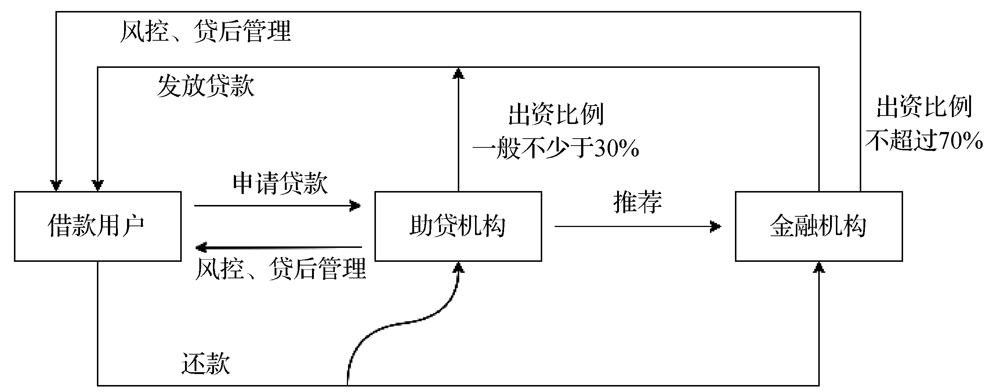 风控、贷后管理
发放贷款
出资比例
一般不少于30%
出资比例
不超过70%
申请贷款
推荐
借款用户
助贷机构
金融机构
风控、贷后管理
还款